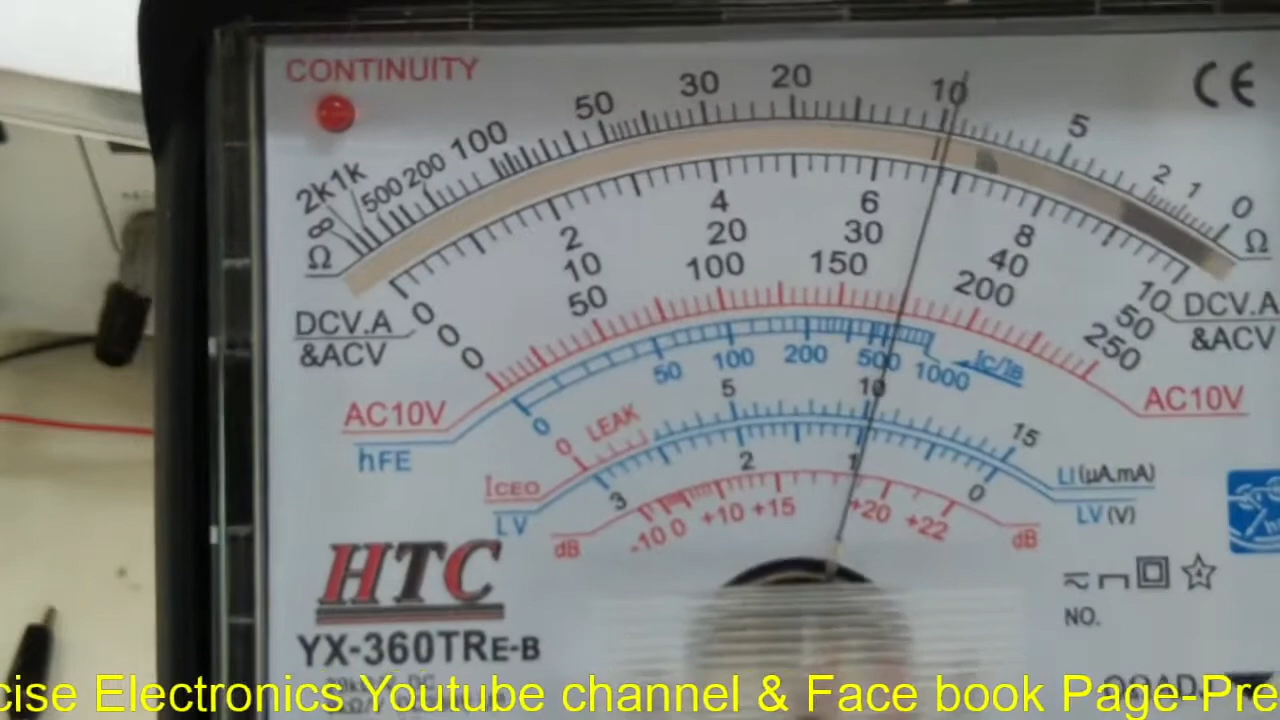 CONTINUITY
CE
2k 1k 500 200 100 50 30 20 10 5 2 1 0
∞
Ω Ω
0 2 4 6 8 10
0 10 20 30 40 50
0 50 100 150 200 250
DCV.A DCV.A
&ACV &ACV
AC10V AC10V
hFE 0 50 100 200 500 1000 Ic/IB
0 LEAK 5 10 15
ICEO LI (µA.mA)
LV 3 2 1 0 LV (V)
dB -10 0 +10 +15 +20 +22 dB
HTC
YX-360TRE-B
NO.
cise Electronics Youtube channel & Face book Page-Pre